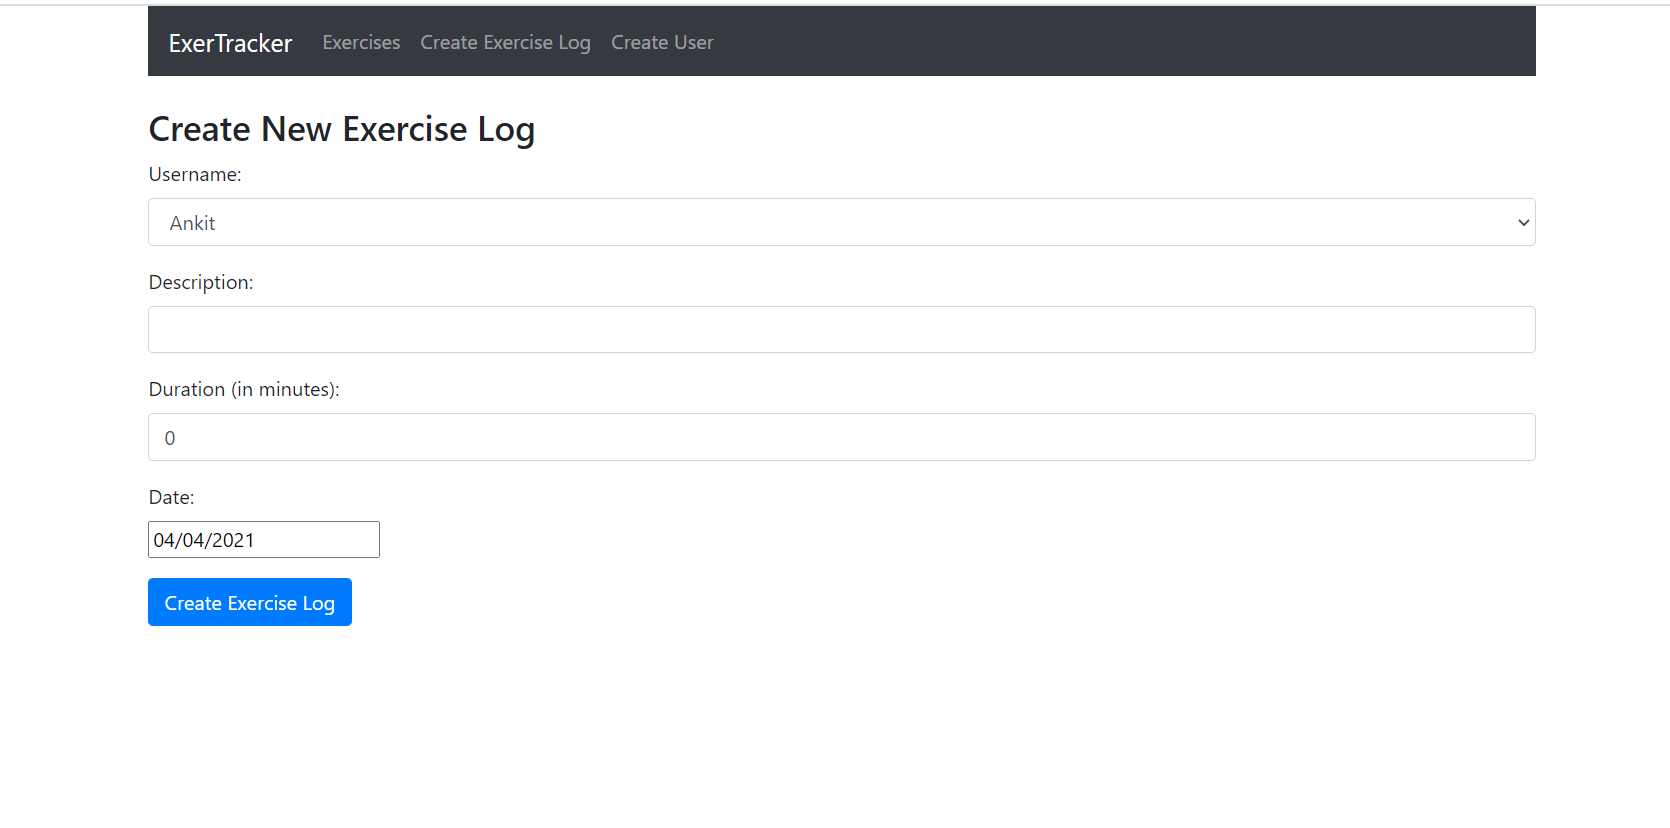 ExerTracker Exercises Create Exercise Log Create User
Create New Exercise Log
Username:
Ankit
Description:
Duration (in minutes):
0
Date:
04/04/2021
Create Exercise Log